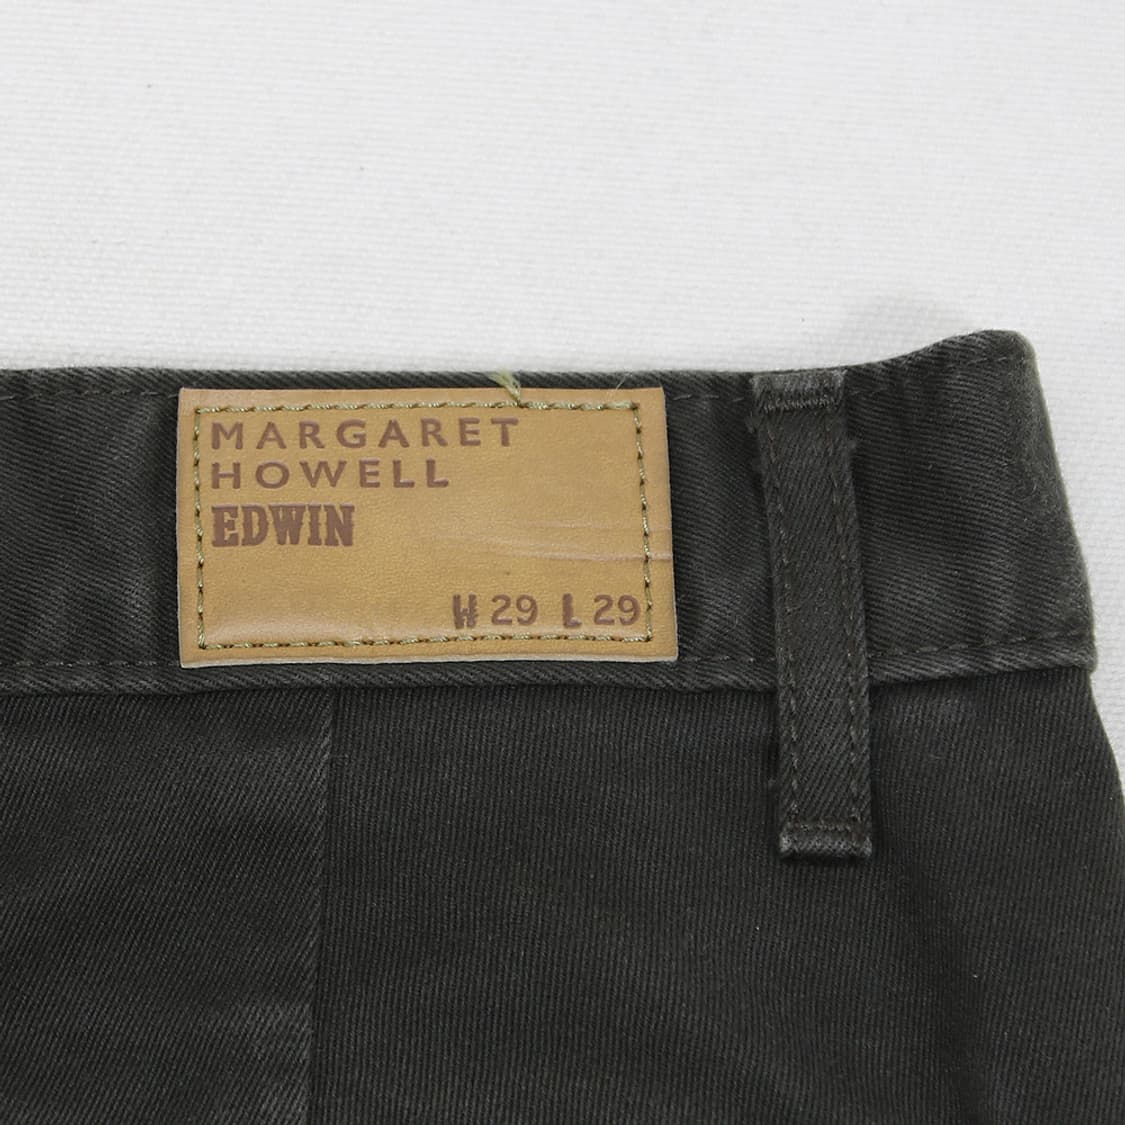 MARGARET
HOWELL
EDWIN
W 29 L 29